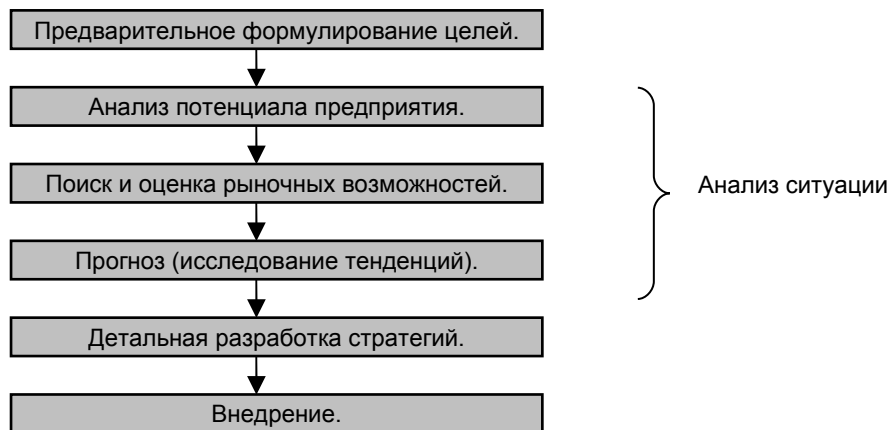 Предварительное формулирование целей.
Анализ потенциала предприятия.
Поиск и оценка рыночных возможностей.
Анализ ситуации
Прогноз (исследование тенденций).
Детальная разработка стратегий.
Внедрение.